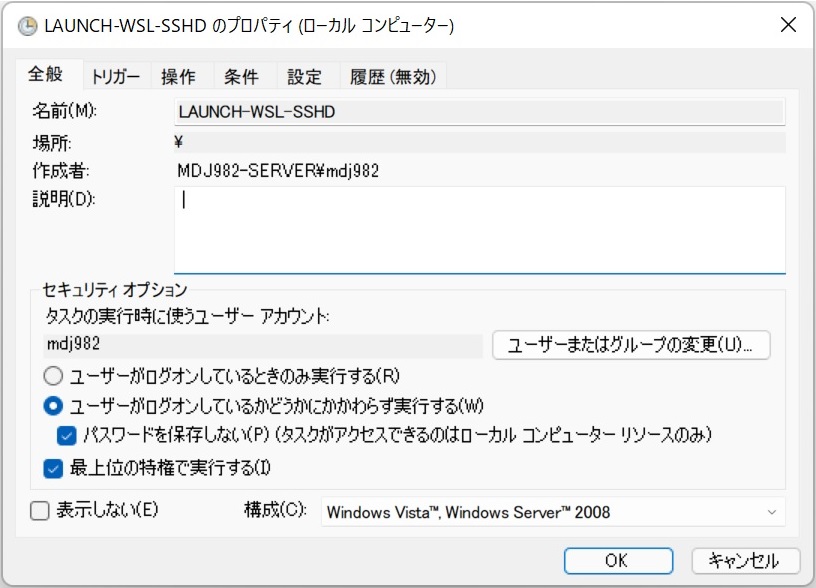 LAUNCH-WSL-SSHD のプロパティ (ローカル コンピューター)
全般 トリガー 操作 条件 設定 履歴 (無効)
名前(M): LAUNCH-WSL-SSHD
場所: ¥
作成者: MDJ982-SERVER¥mdj982
説明(D):
セキュリティ オプション
タスクの実行時に使うユーザー アカウント:
mdj982 ユーザーまたはグループの変更(U)...
ユーザーがログオンしているときのみ実行する(R)
ユーザーがログオンしているかどうかにかかわらず実行する(W)
パスワードを保存しない(P) (タスクがアクセスできるのはローカル コンピューター リソースのみ)
最上位の特権で実行する(I)
表示しない(E) 構成(C): Windows Vista™, Windows Server™ 2008
OK キャンセル